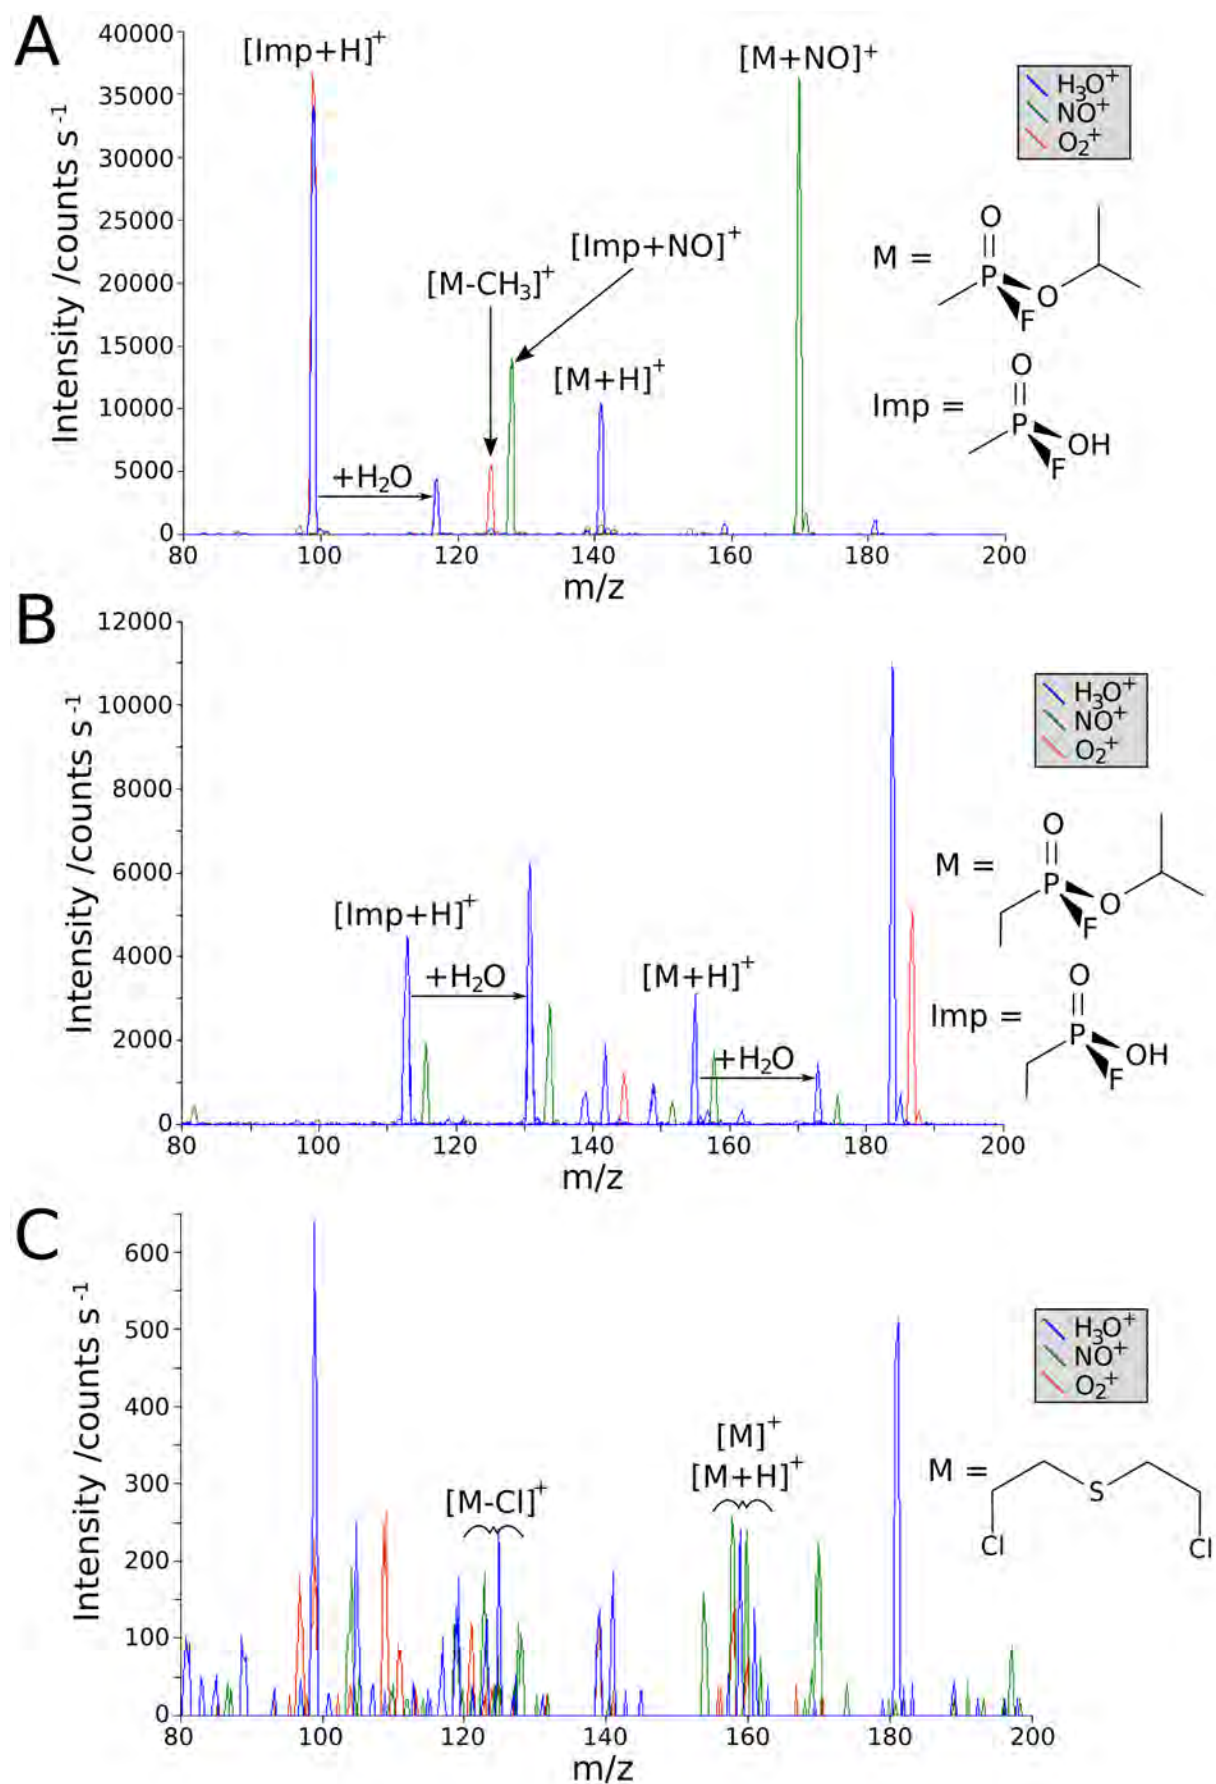 A
40000
35000
30000
25000
20000
15000
10000
5000
0
Intensity /counts s⁻¹
[Imp+H]⁺
[M+NO]⁺
[Imp+NO]⁺
[M-CH₃]⁺
[M+H]⁺
+H₂O
80 100 120 140 160 180 200
m/z
H₃O⁺
NO⁺
O₂⁺
M =
O
P
O
F
Imp =
O
P
OH
F
B
12000
10000
8000
6000
4000
2000
0
Intensity /counts s⁻¹
[Imp+H]⁺
+H₂O
[M+H]⁺
+H₂O
80 100 120 140 160 180 200
m/z
H₃O⁺
NO⁺
O₂⁺
M =
O
P
O
F
Imp =
O
P
OH
F
C
600
500
400
300
200
100
0
Intensity /counts s⁻¹
[M-Cl]⁺
[M]⁺
[M+H]⁺
80 100 120 140 160 180 200
m/z
H₃O⁺
NO⁺
O₂⁺
M =
S
Cl
Cl